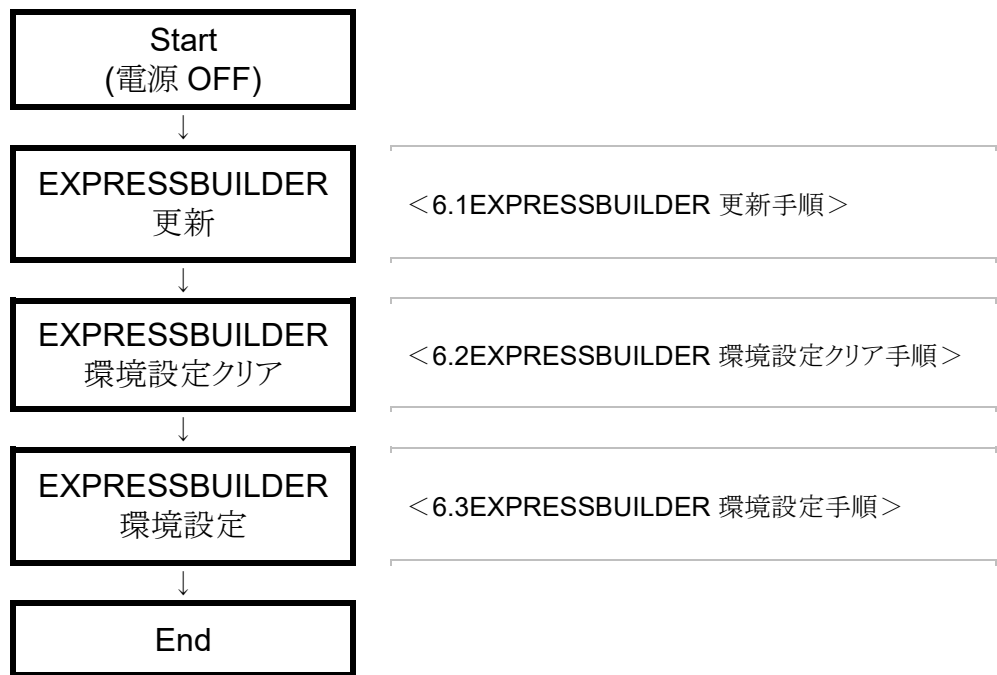 Start
(電源 OFF)
↓
EXPRESSBUILDER
更新
＜6.1EXPRESSBUILDER 更新手順＞
↓
EXPRESSBUILDER
環境設定クリア
＜6.2EXPRESSBUILDER 環境設定クリア手順＞
↓
EXPRESSBUILDER
環境設定
＜6.3EXPRESSBUILDER 環境設定手順＞
↓
End